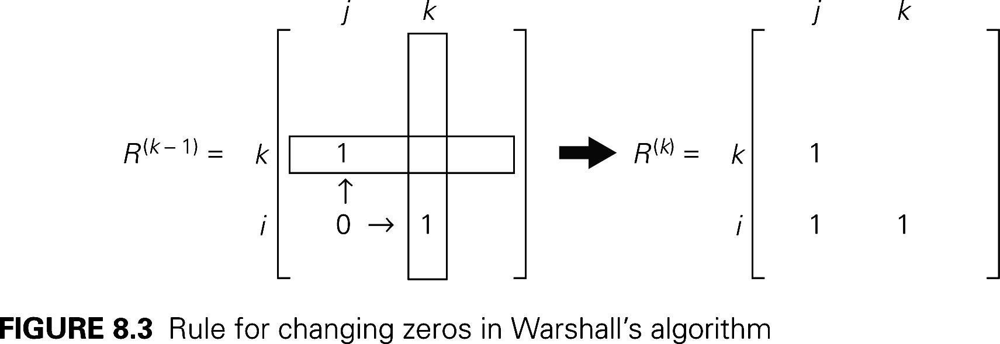 j k j k
R(k – 1) = k 1 R(k) = k 1
↑
i 0 → 1 i 1 1
FIGURE 8.3 Rule for changing zeros in Warshall's algorithm